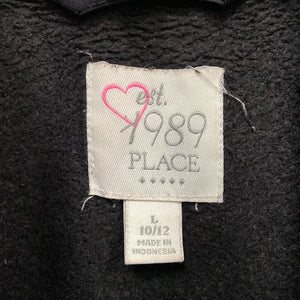 est.
1989
PLACE
L
10/12
MADE IN
INDONESIA